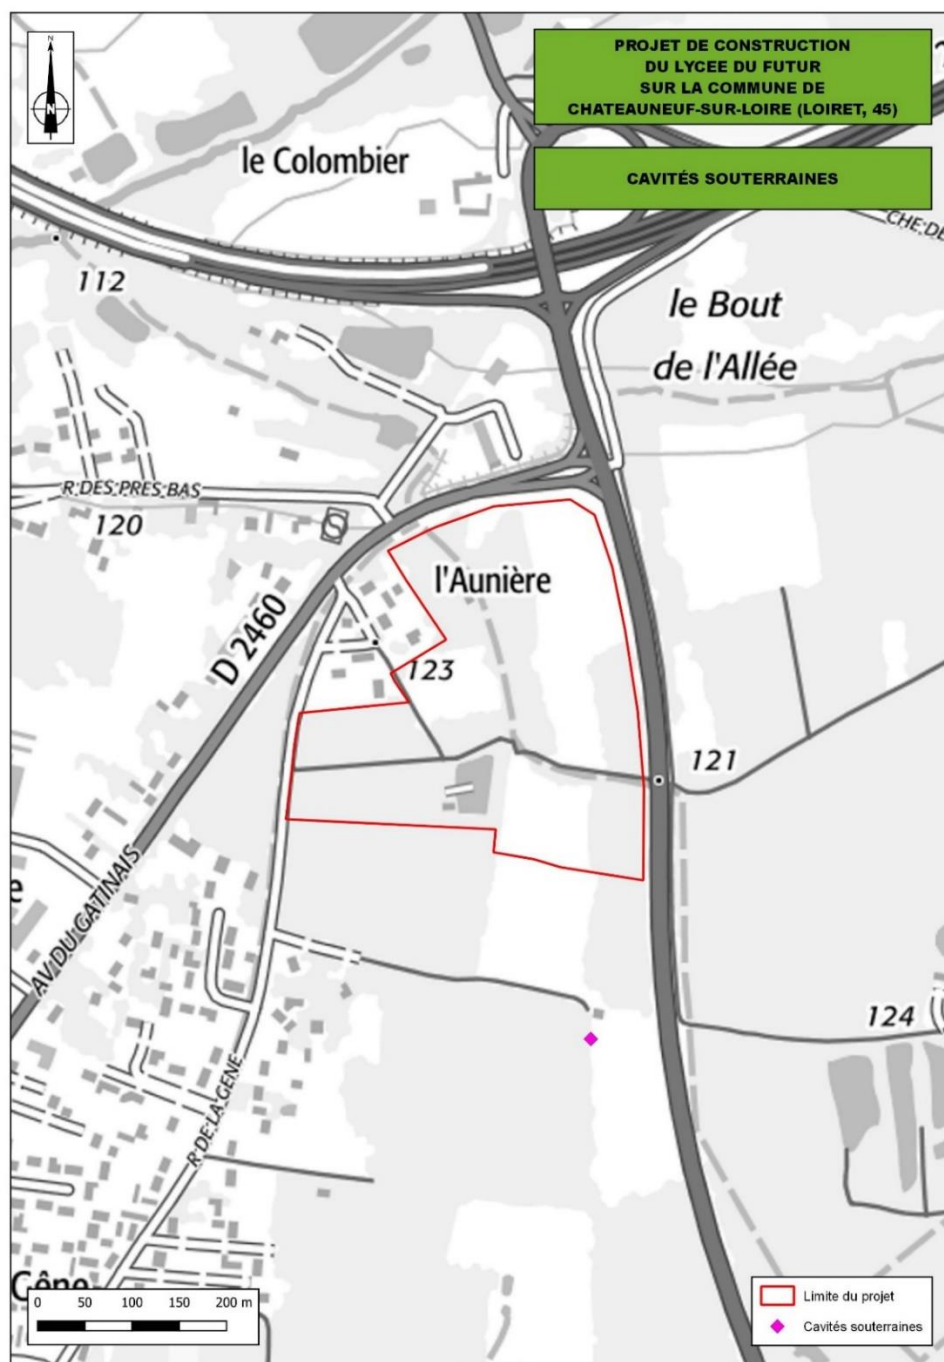 N
N
PROJET DE CONSTRUCTION
DU LYCEE DU FUTUR
SUR LA COMMUNE DE
CHATEAUNEUF-SUR-LOIRE (LOIRET, 45)
CAVITÉS SOUTERRAINES
le Colombier
CHE DE
112
le Bout
de l'Allée
R DES PRES BAS
120
l'Aunière
D 2460
123
121
e
AV DU GATINAIS
124
R DE LA GENE
Gêne
0 50 100 150 200 m
Limite du projet
Cavités souterraines